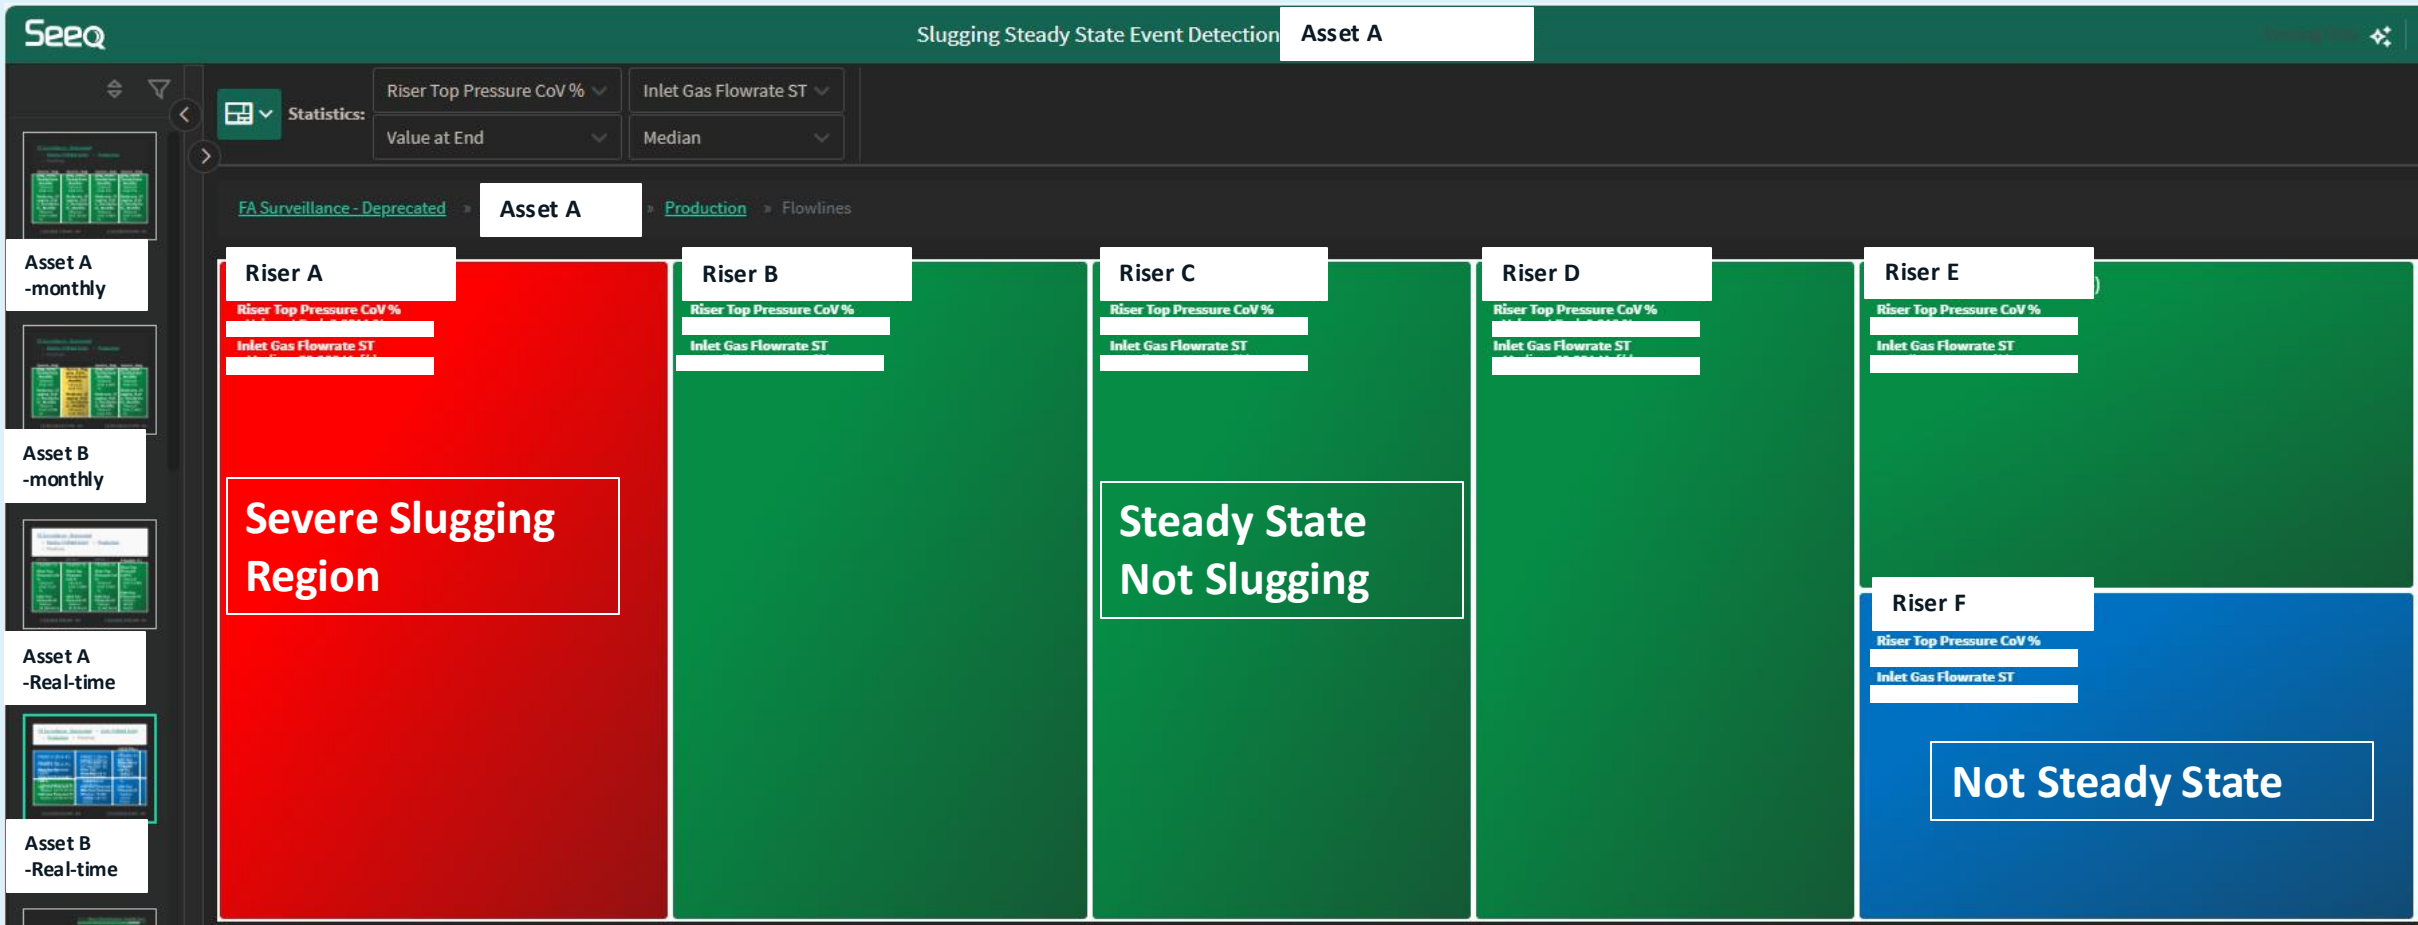 Seeq
Slugging Steady State Event Detection Asset A
Statistics:
Riser Top Pressure CoV %
Inlet Gas Flowrate ST
Value at End
Median
FA Surveillance - Deprecated » Asset A » Production » Flowlines
Asset A
-monthly
Asset B
-monthly
Asset A
-Real-time
Asset B
-Real-time
Riser A
Riser Top Pressure CoV %
Inlet Gas Flowrate ST
Severe Slugging
Region
Riser B
Riser Top Pressure CoV %
Inlet Gas Flowrate ST
Riser C
Riser Top Pressure CoV %
Inlet Gas Flowrate ST
Steady State
Not Slugging
Riser D
Riser Top Pressure CoV %
Inlet Gas Flowrate ST
Riser E
)
Riser Top Pressure CoV %
Inlet Gas Flowrate ST
Riser F
Riser Top Pressure CoV %
Inlet Gas Flowrate ST
Not Steady State